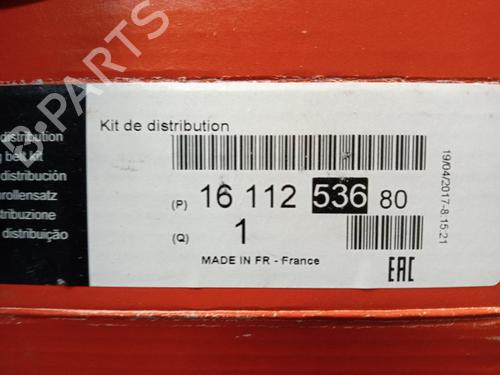 Kit de distribution
distribution
belt kit
distribución
rollensatz
distribuzione
distribuição
(P) 16 112 536 80
(Q) 1
MADE IN FR - France
EAC
19/04/2017-8:15:21
B-PARTS